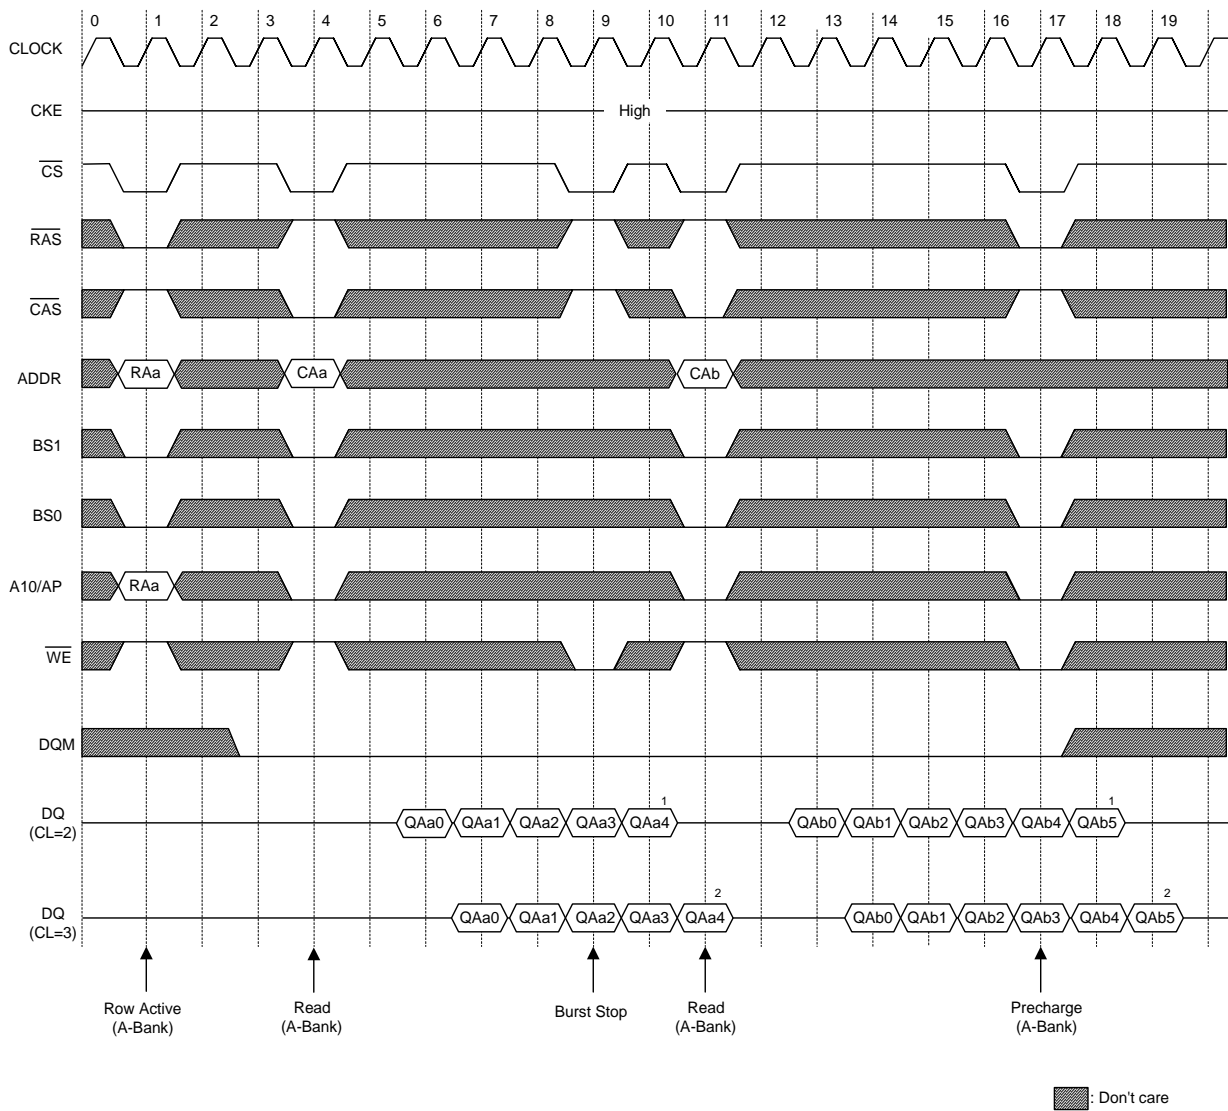 0 1 2 3 4 5 6 7 8 9 10 11 12 13 14 15 16 17 18 19
CLOCK
CKE High
CS
RAS
CAS
ADDR RAa CAa CAb
BS1
BS0
A10/AP RAa
WE
DQM
1 1
DQ
(CL=2) QAa0 QAa1 QAa2 QAa3 QAa4 QAb0 QAb1 QAb2 QAb3 QAb4 QAb5
2 2
DQ
(CL=3) QAa0 QAa1 QAa2 QAa3 QAa4 QAb0 QAb1 QAb2 QAb3 QAb4 QAb5
Row Active
(A-Bank)
Read
(A-Bank)
Burst Stop
Read
(A-Bank)
Precharge
(A-Bank)
: Don't care